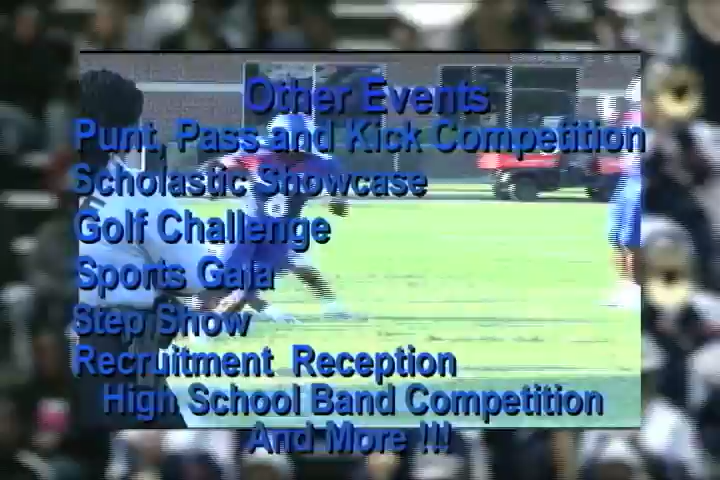 Other Events
Punt, Pass and Kick Competition
Scholastic Showcase
Golf Challenge
Sports Gala
Step Show
Recruitment Reception
High School Band Competition
And More !!!